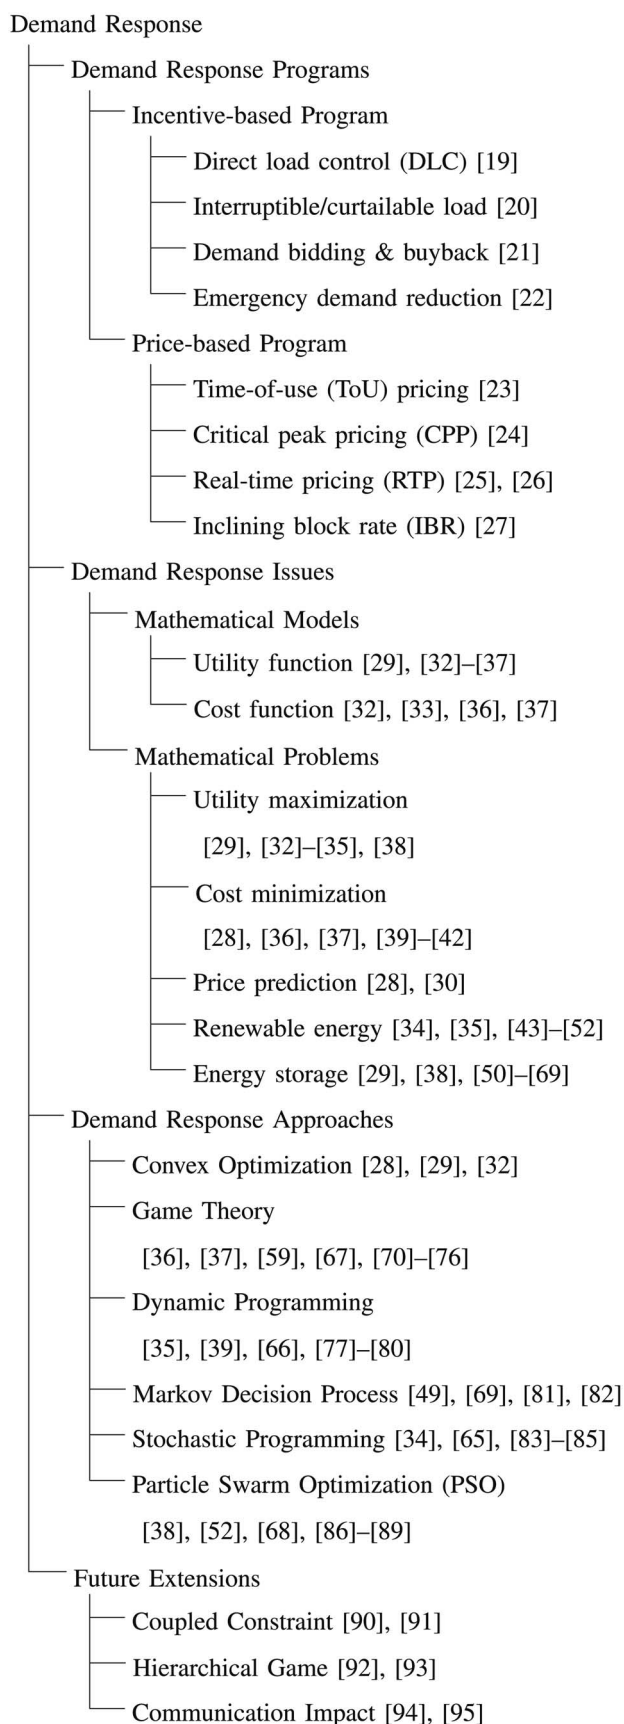 Demand Response
Demand Response Programs
Incentive-based Program
Direct load control (DLC) [19]
Interruptible/curtailable load [20]
Demand bidding & buyback [21]
Emergency demand reduction [22]
Price-based Program
Time-of-use (ToU) pricing [23]
Critical peak pricing (CPP) [24]
Real-time pricing (RTP) [25], [26]
Inclining block rate (IBR) [27]
Demand Response Issues
Mathematical Models
Utility function [29], [32]–[37]
Cost function [32], [33], [36], [37]
Mathematical Problems
Utility maximization
[29], [32]–[35], [38]
Cost minimization
[28], [36], [37], [39]–[42]
Price prediction [28], [30]
Renewable energy [34], [35], [43]–[52]
Energy storage [29], [38], [50]–[69]
Demand Response Approaches
Convex Optimization [28], [29], [32]
Game Theory
[36], [37], [59], [67], [70]–[76]
Dynamic Programming
[35], [39], [66], [77]–[80]
Markov Decision Process [49], [69], [81], [82]
Stochastic Programming [34], [65], [83]–[85]
Particle Swarm Optimization (PSO)
[38], [52], [68], [86]–[89]
Future Extensions
Coupled Constraint [90], [91]
Hierarchical Game [92], [93]
Communication Impact [94], [95]